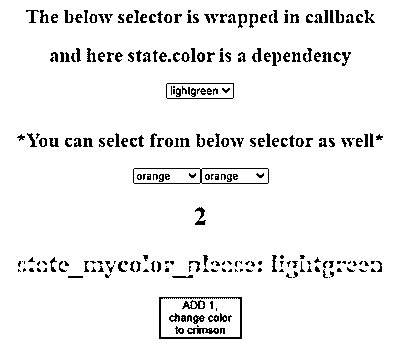 The below selector is wrapped in callback
and here state.color is a dependency
lightgreen
*You can select from below selector as well*
orange orange
2
state_mycolor_please: lightgreen
ADD 1,
change color
to crimson